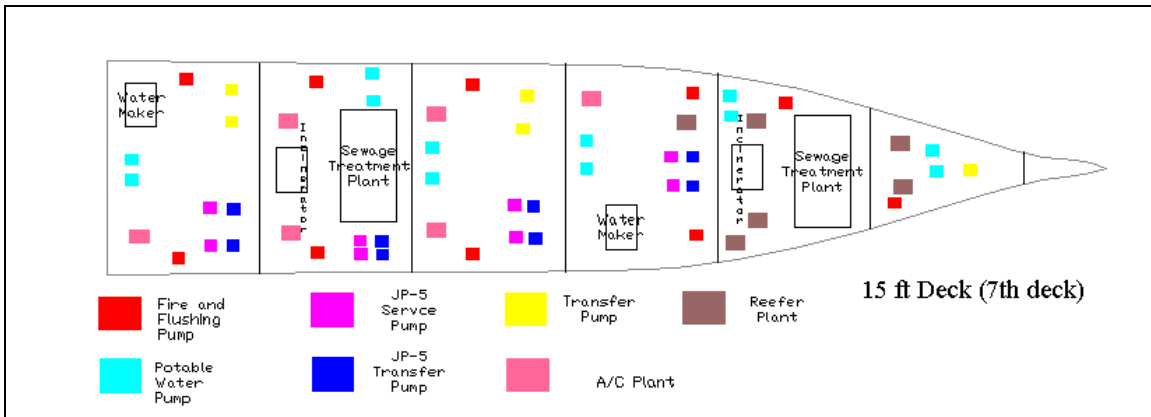 Water
Maker
Incinerator
Sewage
Treatment
Plant
Water
Maker
Incinerator
Sewage
Treatment
Plant
15 ft Deck (7th deck)
Fire and
Flushing
Pump
JP-5
Servce
Pump
Transfer
Pump
Reefer
Plant
Potable
Water
Pump
JP-5
Transfer
Pump
A/C Plant